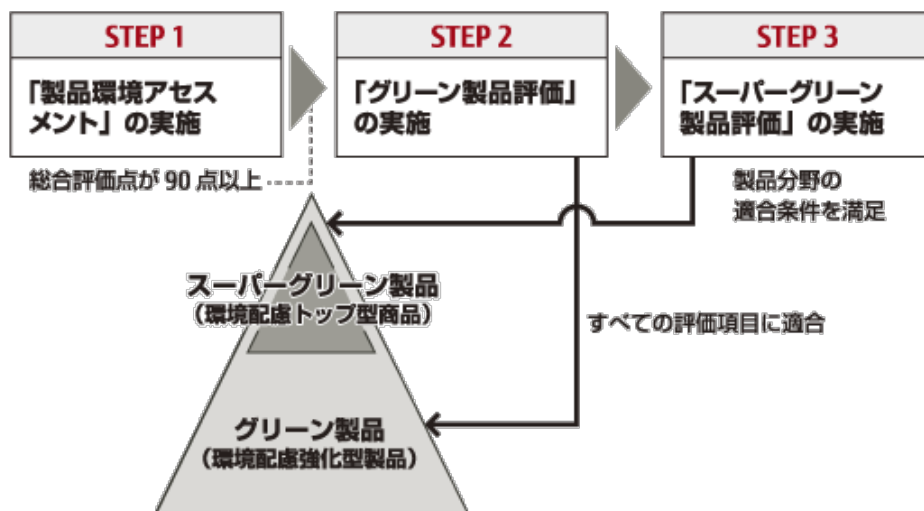 STEP 1
「製品環境アセス
メント」の実施
STEP 2
「グリーン製品評価」
の実施
STEP 3
「スーパーグリーン
製品評価」の実施
総合評価点が 90 点以上
製品分野の
適合条件を満足
スーパーグリーン製品
（環境配慮トップ型商品）
すべての評価項目に適合
グリーン製品
（環境配慮強化型製品）